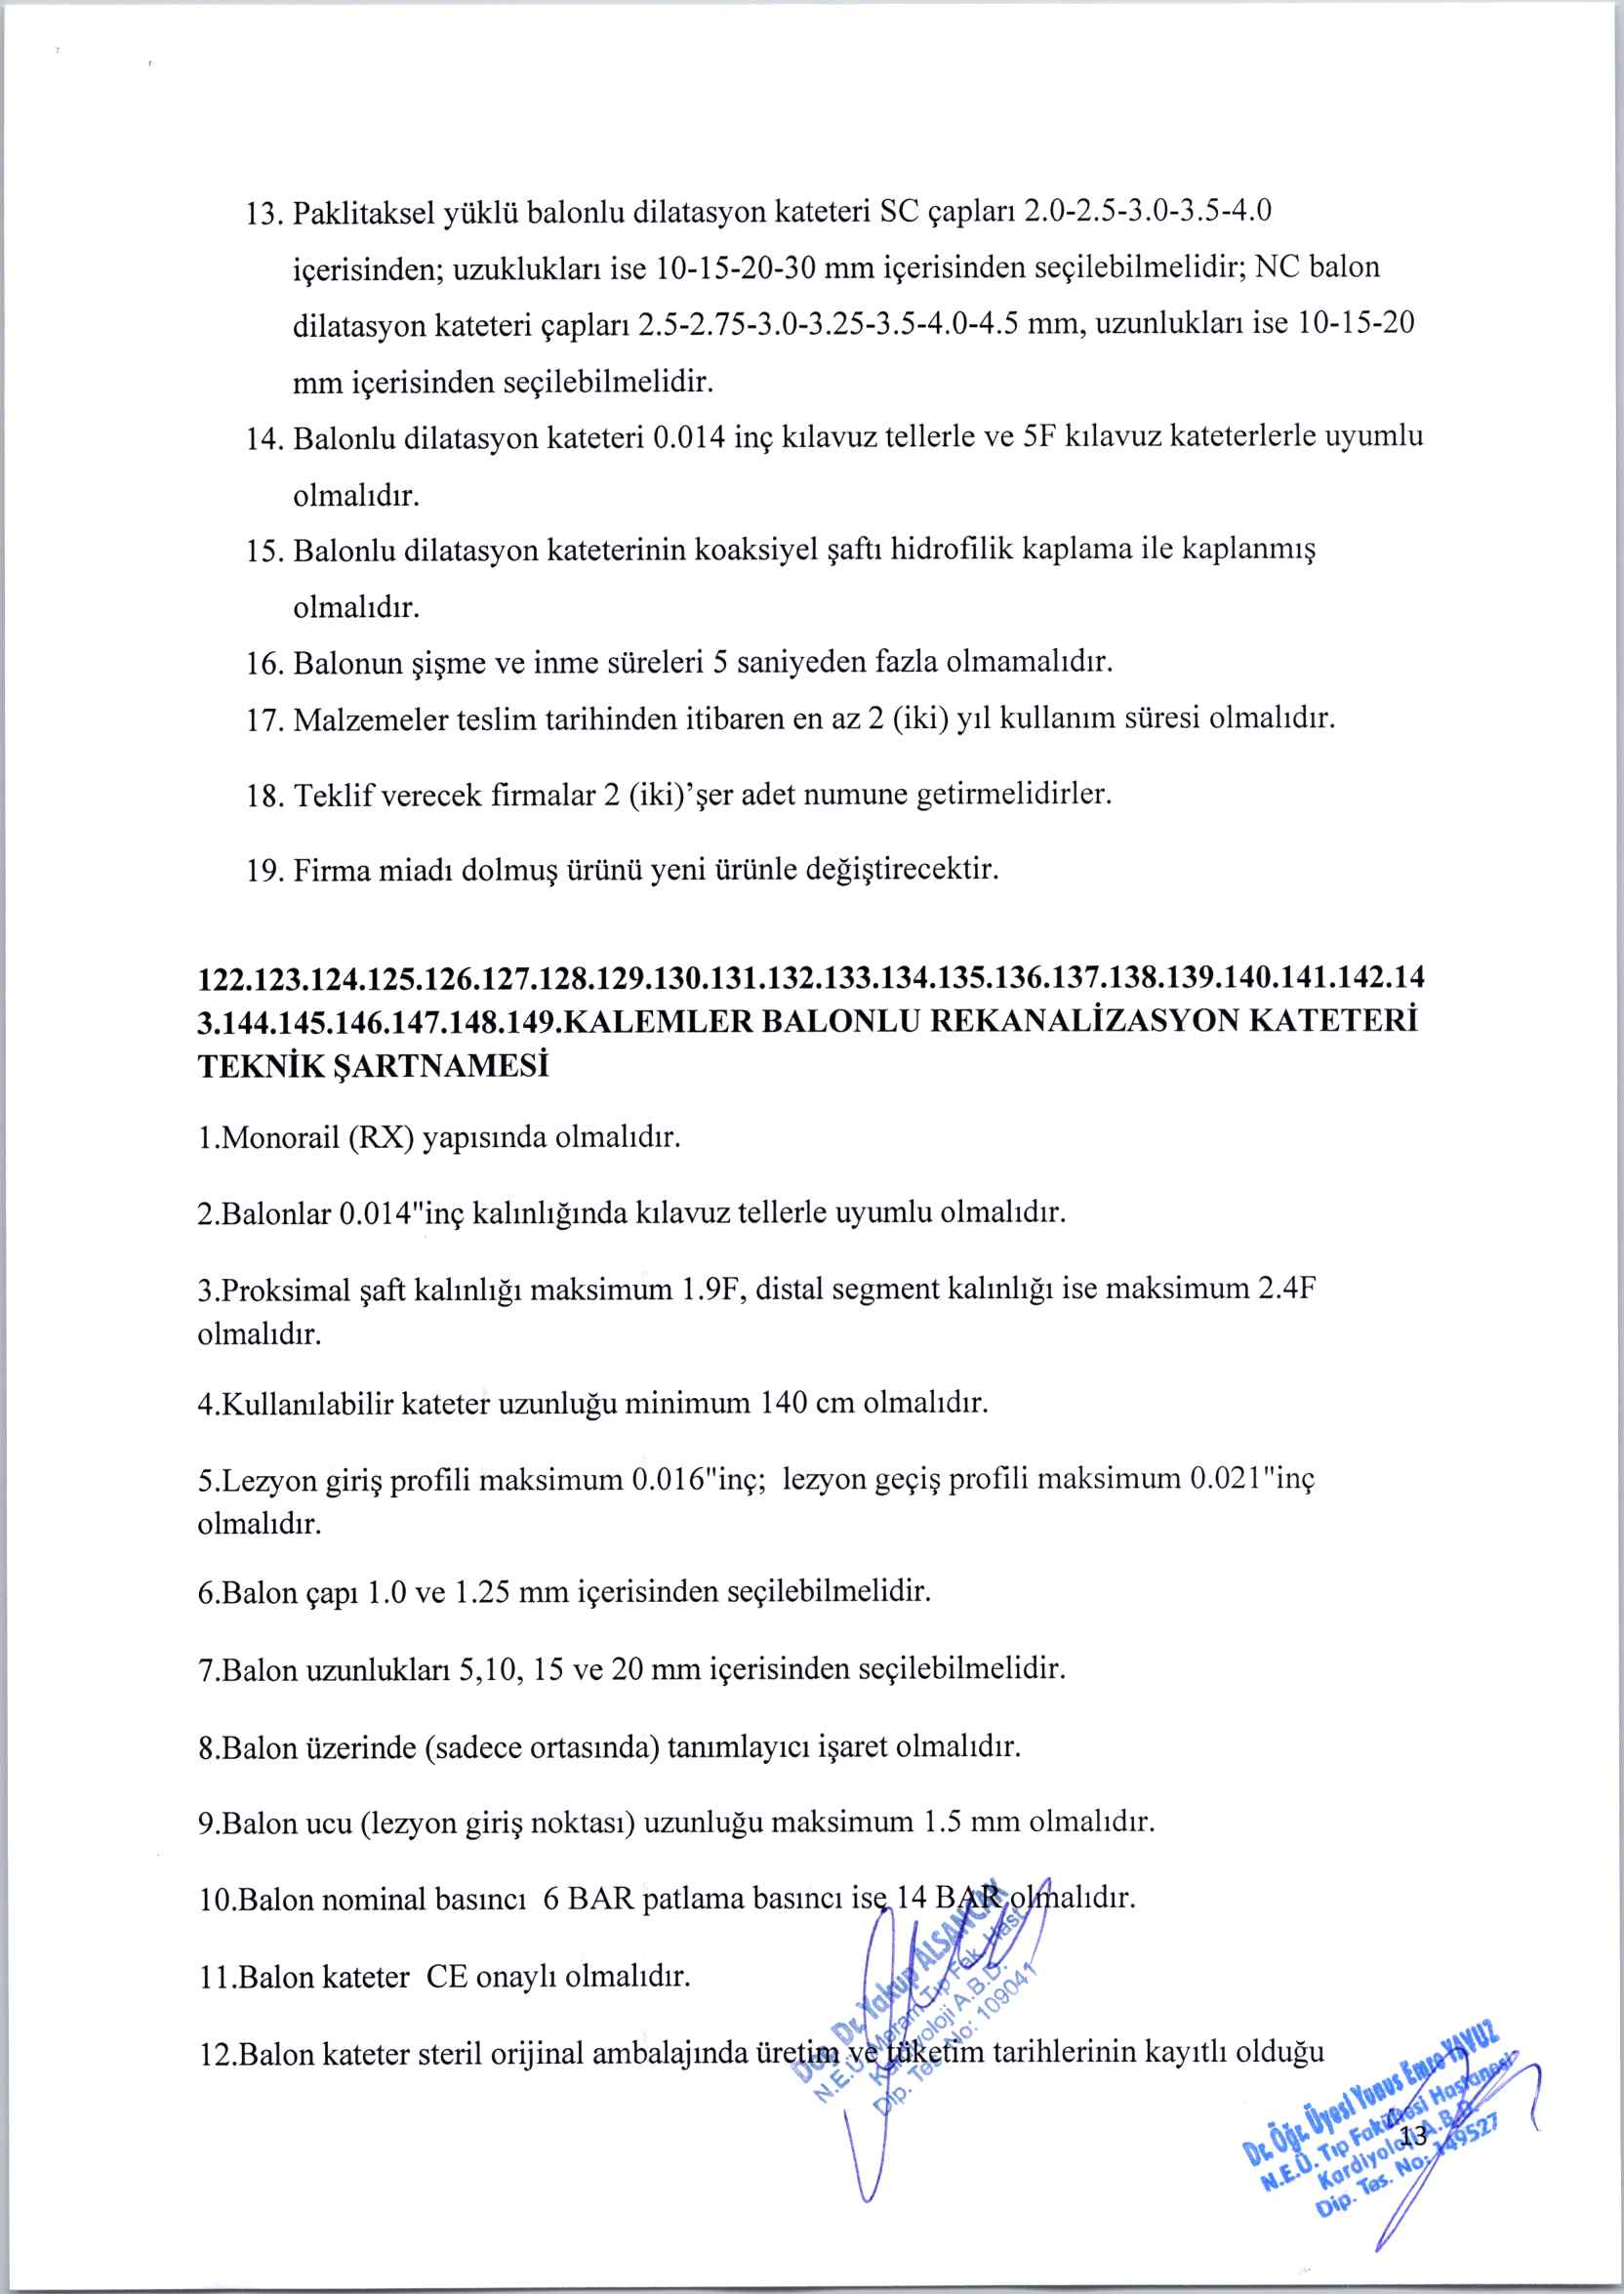 13. Paklitaksel yüklü balonlu dilatasyon kateteri SC çapları 2.0-2.5-3.0-3.5-4.0
içerisinden; uzuklukları ise 10-15-20-30 mm içerisinden seçilebilmelidir; NC balon
dilatasyon kateteri çapları 2.5-2.75-3.0-3.25-3.5-4.0-4.5 mm, uzunlukları ise 10-15-20
mm içerisinden seçilebilmelidir.
14. Balonlu dilatasyon kateteri 0.014 inç kılavuz tellerle ve 5F kılavuz kateterlerle uyumlu
olmalıdır.
15. Balonlu dilatasyon kateterinin koaksiyel şaftı hidrofilik kaplama ile kaplanmış
olmalıdır.
16. Balonun şişme ve inme süreleri 5 saniyeden fazla olmamalıdır.
17. Malzemeler teslim tarihinden itibaren en az 2 (iki) yıl kullanım süresi olmalıdır.
18. Teklif verecek firmalar 2 (iki)’şer adet numune getirmelidirler.
19. Firma miadı dolmuş ürünü yeni ürünle değiştirecektir.
122.123.124.125.126.127.128.129.130.131.132.133.134.135.136.137.138.139.140.141.142.14
3.144.145.146.147.148.149.KALEMLER BALONLU REKANALİZASYON KATETERİ
TEKNİK ŞARTNAMESİ
1.Monorail (RX) yapısında olmalıdır.
2.Balonlar 0.014"inç kalınlığında kılavuz tellerle uyumlu olmalıdır.
3.Proksimal şaft kalınlığı maksimum 1.9F, distal segment kalınlığı ise maksimum 2.4F
olmalıdır.
4.Kullanılabilir kateter uzunluğu minimum 140 cm olmalıdır.
5.Lezyon giriş profili maksimum 0.016"inç;  lezyon geçiş profili maksimum 0.021"inç
olmalıdır.
6.Balon çapı 1.0 ve 1.25 mm içerisinden seçilebilmelidir.
7.Balon uzunlukları 5,10, 15 ve 20 mm içerisinden seçilebilmelidir.
8.Balon üzerinde (sadece ortasında) tanımlayıcı işaret olmalıdır.
9.Balon ucu (lezyon giriş noktası) uzunluğu maksimum 1.5 mm olmalıdır.
10.Balon nominal basıncı  6 BAR patlama basıncı ise 14 BAR olmalıdır.
11.Balon kateter  CE onaylı olmalıdır.
12.Balon kateter steril orijinal ambalajında üretim ve tüketim tarihlerinin kayıtlı olduğu
Doç. Dr. Yakup ALSANCAK
N.E.Ü. Meram Tıp Fak. Hast.
Kardiyoloji A.B.D.
Dip. Tes. No: 109041
Dr. Öğr. Üyesi Yunus Emre YAVUZ
N.E.Ü. Tıp Fakültesi Hastanesi
Kardiyoloji A.B.D.
Dip. Tes. No: 149527
13